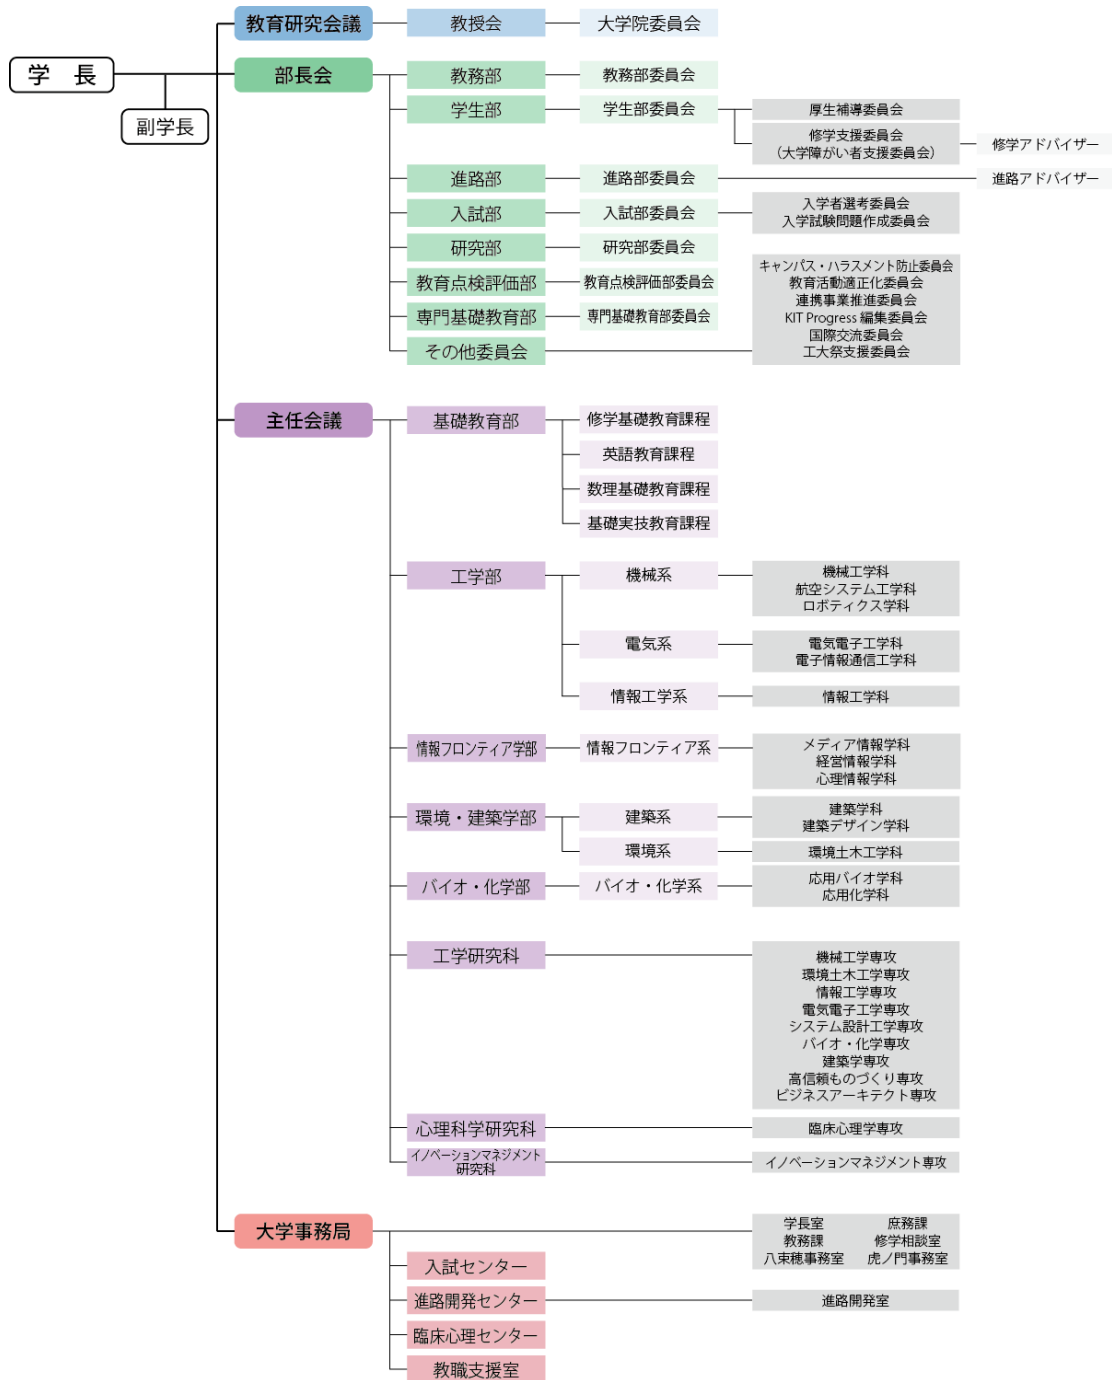 教育研究会議
教授会
大学院委員会
学　長
副学長
部長会
教務部
教務部委員会
学生部
学生部委員会
厚生補導委員会
修学支援委員会
（大学障がい者支援委員会）
修学アドバイザー
進路部
進路部委員会
進路アドバイザー
入試部
入試部委員会
入学者選考委員会
入学試験問題作成委員会
研究部
研究部委員会
教育点検評価部
教育点検評価部委員会
専門基礎教育部
専門基礎教育部委員会
その他委員会
キャンパス・ハラスメント防止委員会
教育活動適正化委員会
連携事業推進委員会
KIT Progress 編集委員会
国際交流委員会
工大祭支援委員会
主任会議
基礎教育部
修学基礎教育課程
英語教育課程
数理基礎教育課程
基礎実技教育課程
工学部
機械系
機械工学科
航空システム工学科
ロボティクス学科
電気系
電気電子工学科
電子情報通信工学科
情報工学系
情報工学科
情報フロンティア学部
情報フロンティア系
メディア情報学科
経営情報学科
心理情報学科
環境・建築学部
建築系
建築学科
建築デザイン学科
環境系
環境土木工学科
バイオ・化学部
バイオ・化学系
応用バイオ学科
応用化学科
工学研究科
機械工学専攻
環境土木工学専攻
情報工学専攻
電気電子工学専攻
システム設計工学専攻
バイオ・化学専攻
建築学専攻
高信頼ものづくり専攻
ビジネスアーキテクト専攻
心理科学研究科
臨床心理学専攻
イノベーションマネジメント
研究科
イノベーションマネジメント専攻
大学事務局
学長室　庶務課
教務課　修学相談室
八束穂事務室　虎ノ門事務室
入試センター
進路開発センター
進路開発室
臨床心理センター
教職支援室